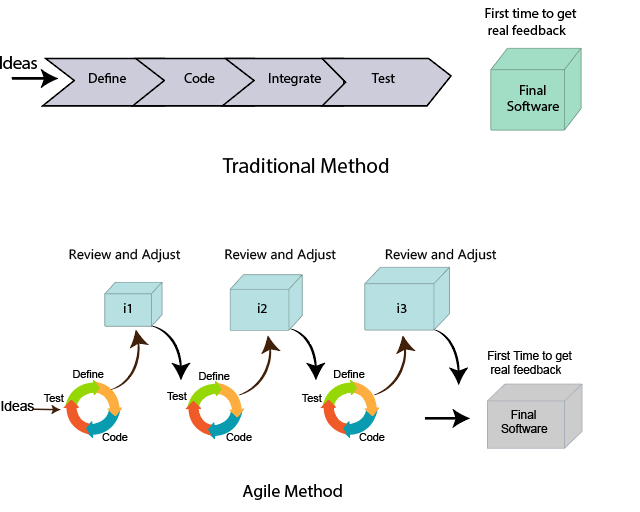 First time to get
real feedback
Ideas
Define
Code
Integrate
Test
Final
Software
Traditional Method
Review and Adjust
Review and Adjust
Review and Adjust
i1
i2
i3
First Time to get
real feedback
Ideas
Define
Test
Code
Define
Test
Code
Define
Test
Code
Final
Software
Agile Method